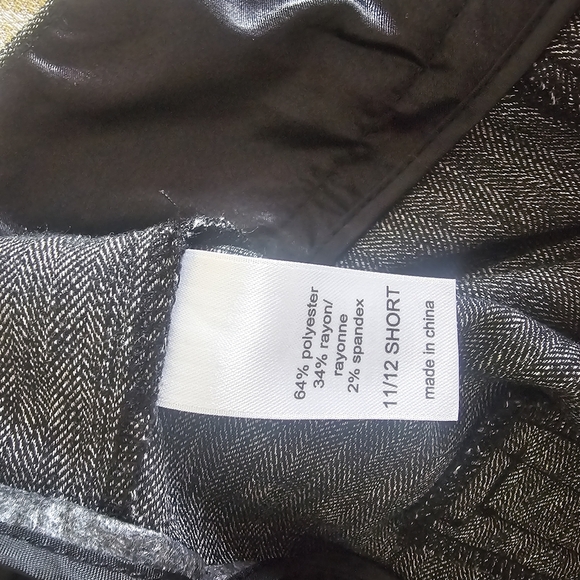 64% polyester
34% rayon/
rayonne
2% spandex
11/12 SHORT
made in china